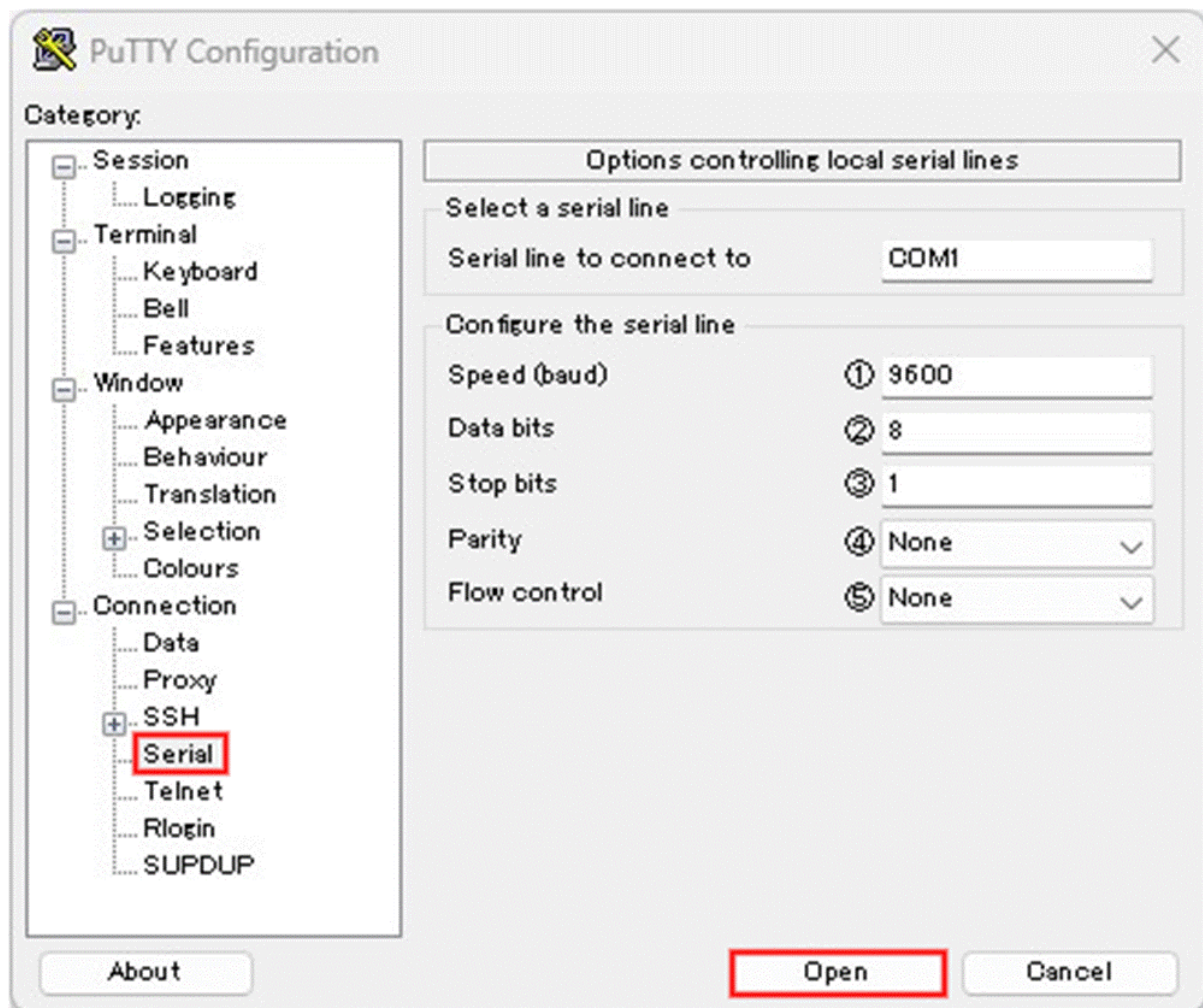 PuTTY Configuration
Category:
Session
Logging
Terminal
Keyboard
Bell
Features
Window
Appearance
Behaviour
Translation
Selection
Colours
Connection
Data
Proxy
SSH
Serial
Telnet
Rlogin
SUPDUP
Options controlling local serial lines
Select a serial line
Serial line to connect to COM1
Configure the serial line
Speed (baud) ① 9600
Data bits ② 8
Stop bits ③ 1
Parity ④ None
Flow control ⑤ None
About
Open
Cancel